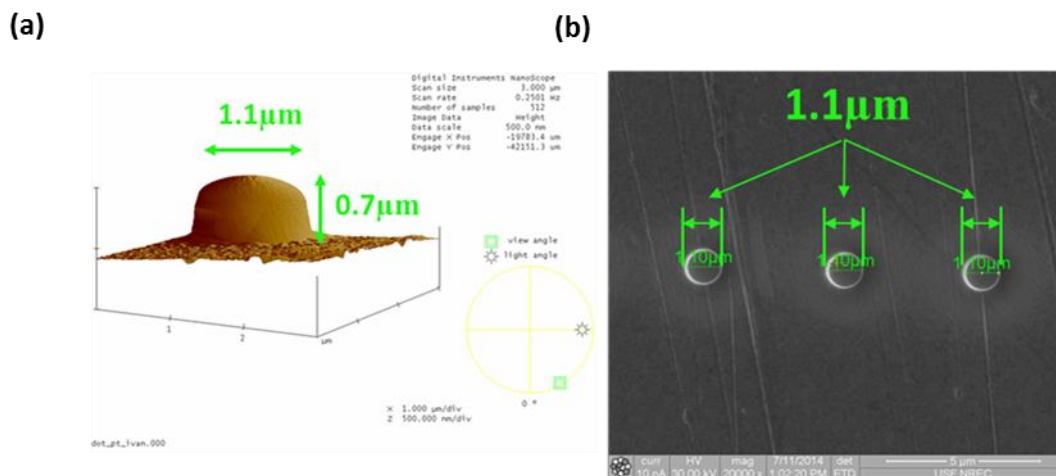 (a)
(b)
Digital Instruments NanoScope
Scan size 3.000 µm
Scan rate 0.2501 Hz
Number of samples 512
Image Data Height
Data scale 500.0 nm
Engage X Pos -19783.4 um
Engage Y Pos -42151.3 um
1.1µm
0.7µm
view angle
light angle
1
2
µm
0 °
X 1.000 µm/div
Z 500.000 nm/div
dot_pt_ivan.000
1.1µm
1.10µm
1.10µm
1.10µm
curr HV mag 7/11/2014 det
10 nA 30.00 kV 20000 x 1:02:20 PM ETD
5 µm
USF NREC